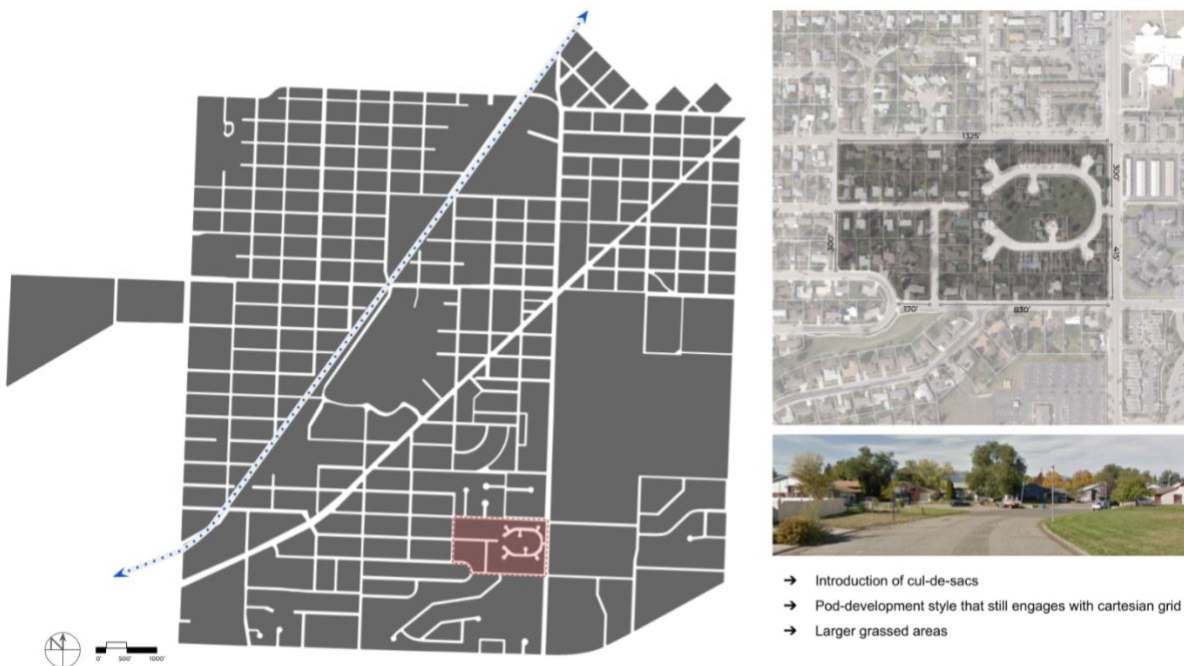 1325'
300'
300'
415'
170'
830'
N
0' 500' 1000'
→ Introduction of cul-de-sacs
→ Pod-development style that still engages with cartesian grid
→ Larger grassed areas